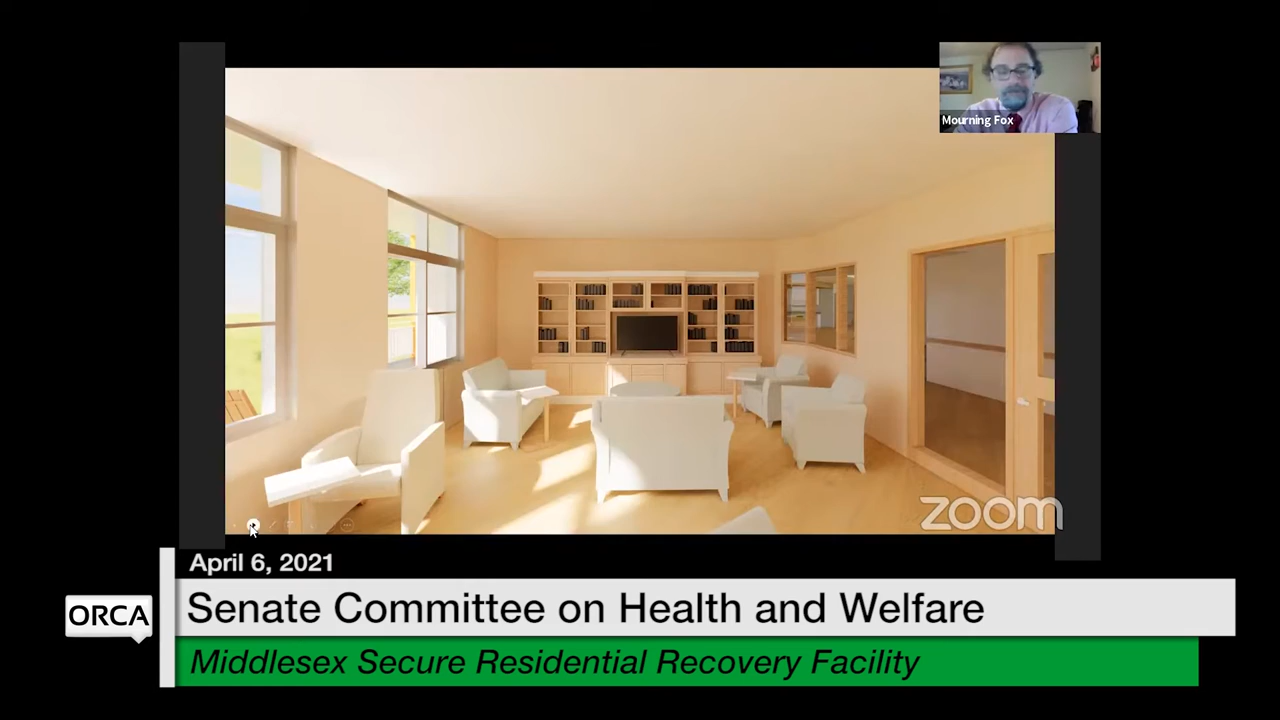 Mourning Fox
zoom
April 6, 2021
ORCA
Senate Committee on Health and Welfare
Middlesex Secure Residential Recovery Facility